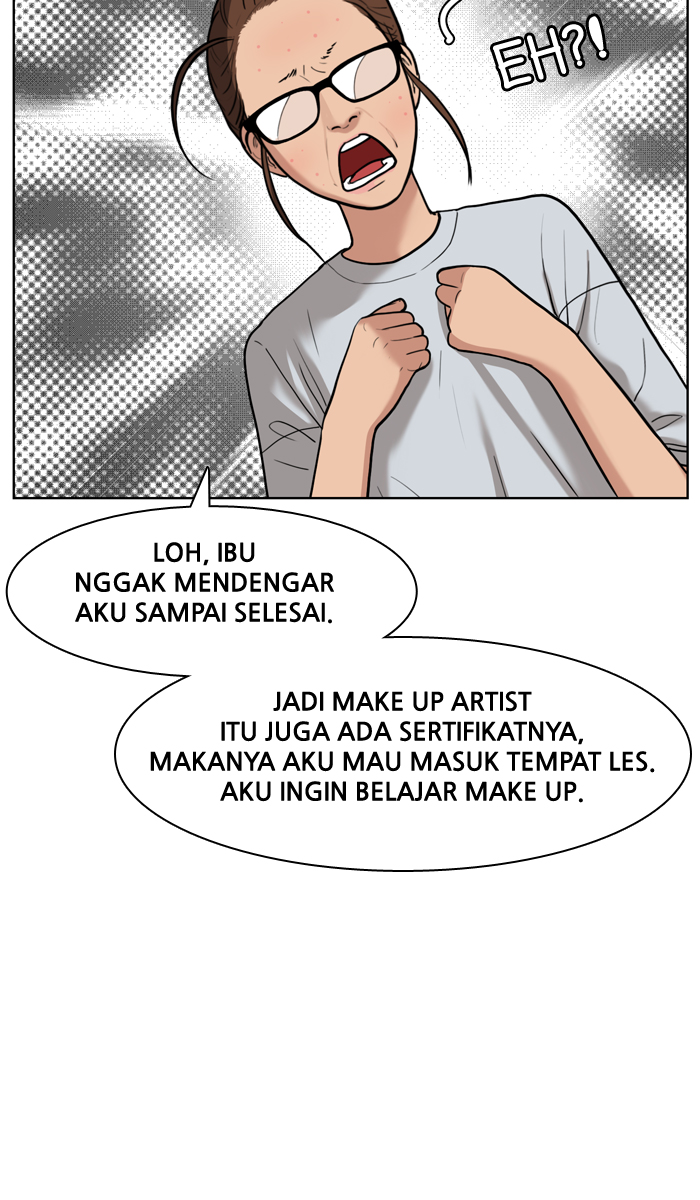 EH?!
LOH, IBU
NGGAK MENDENGAR
AKU SAMPAI SELESAI.
JADI MAKE UP ARTIST
ITU JUGA ADA SERTIFIKATNYA,
MAKANYA AKU MAU MASUK TEMPAT LES.
AKU INGIN BELAJAR MAKE UP.